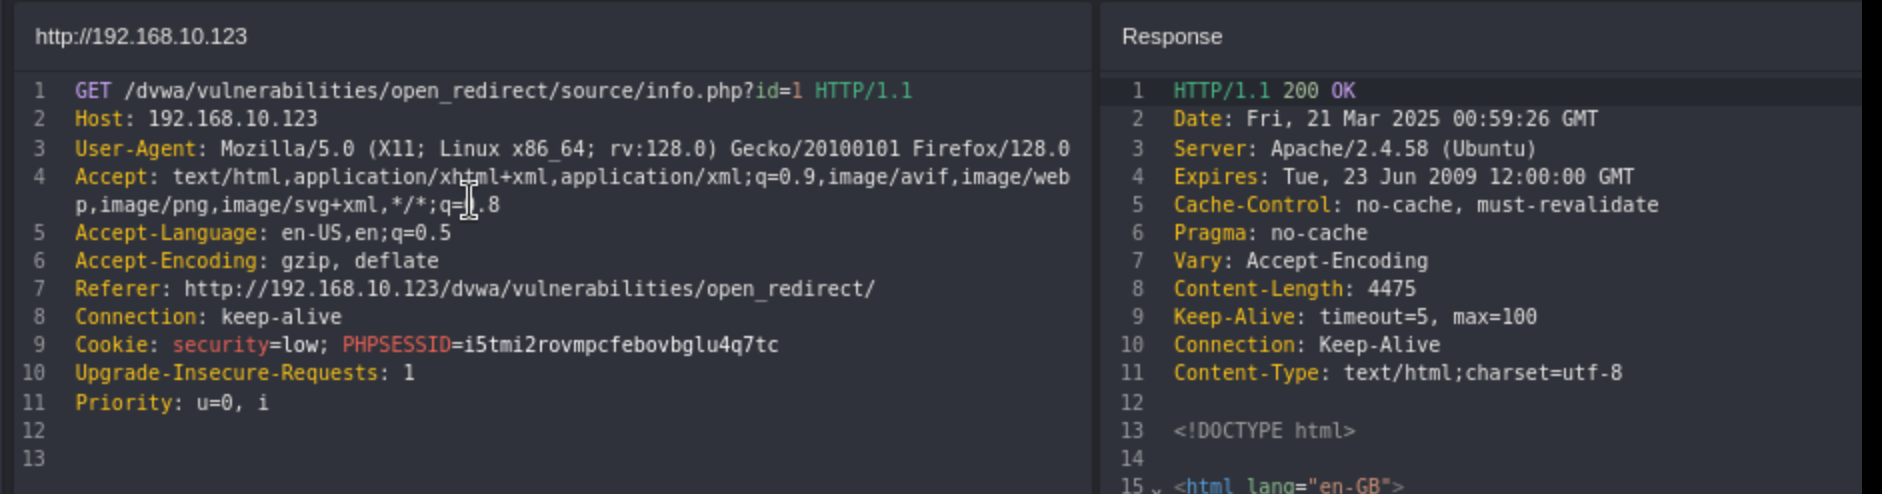 http://192.168.10.123
1 GET /dvwa/vulnerabilities/open_redirect/source/info.php?id=1 HTTP/1.1
2 Host: 192.168.10.123
3 User-Agent: Mozilla/5.0 (X11; Linux x86_64; rv:128.0) Gecko/20100101 Firefox/128.0
4 Accept: text/html,application/xhtml+xml,application/xml;q=0.9,image/avif,image/web
p,image/png,image/svg+xml,*/*;q=0.8
5 Accept-Language: en-US,en;q=0.5
6 Accept-Encoding: gzip, deflate
7 Referer: http://192.168.10.123/dvwa/vulnerabilities/open_redirect/
8 Connection: keep-alive
9 Cookie: security=low; PHPSESSID=i5tmi2rovmpcfebovbglu4q7tc
10 Upgrade-Insecure-Requests: 1
11 Priority: u=0, i
12
13
Response
1 HTTP/1.1 200 OK
2 Date: Fri, 21 Mar 2025 00:59:26 GMT
3 Server: Apache/2.4.58 (Ubuntu)
4 Expires: Tue, 23 Jun 2009 12:00:00 GMT
5 Cache-Control: no-cache, must-revalidate
6 Pragma: no-cache
7 Vary: Accept-Encoding
8 Content-Length: 4475
9 Keep-Alive: timeout=5, max=100
10 Connection: Keep-Alive
11 Content-Type: text/html;charset=utf-8
12
13 <!DOCTYPE html>
14
15 <html lang="en-GB">